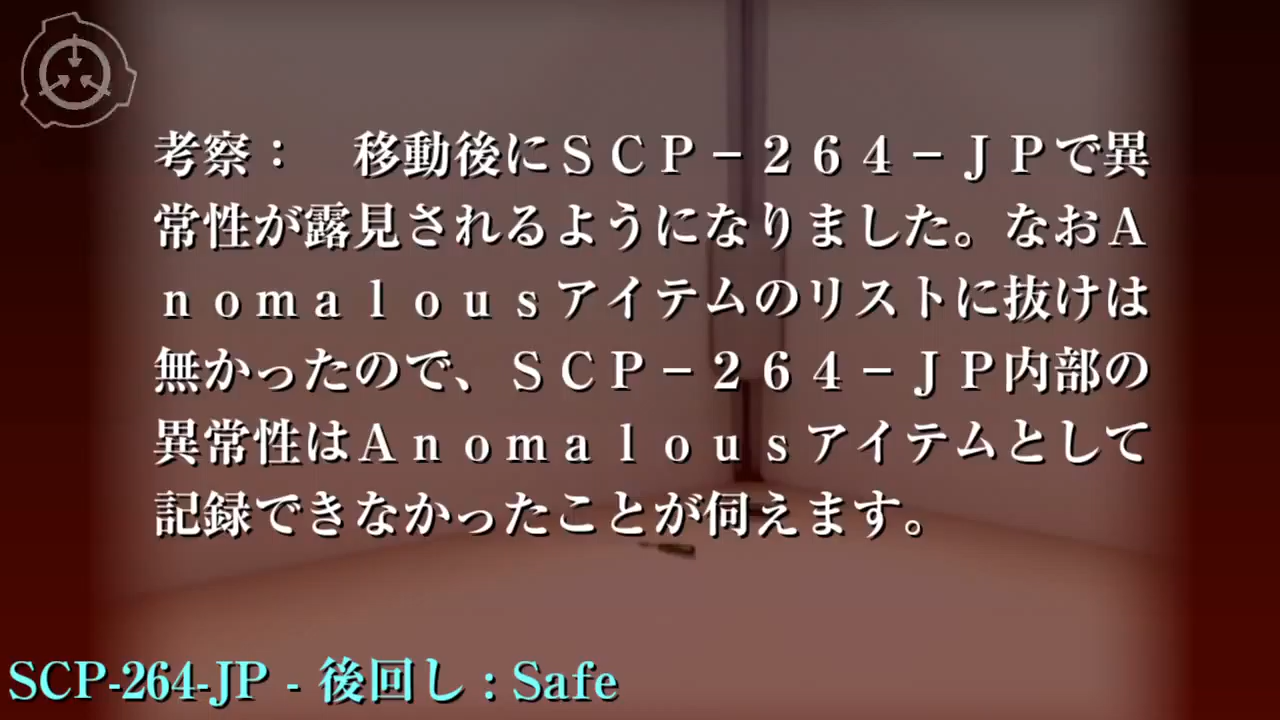 考察：　移動後にＳＣＰ－２６４－ＪＰで異
常性が露見されるようになりました。なおＡ
ｎｏｍａｌｏｕｓアイテムのリストに抜けは
無かったので、ＳＣＰ－２６４－ＪＰ内部の
異常性はＡｎｏｍａｌｏｕｓアイテムとして
記録できなかったことが伺えます。
SCP-264-JP - 後回し : Safe